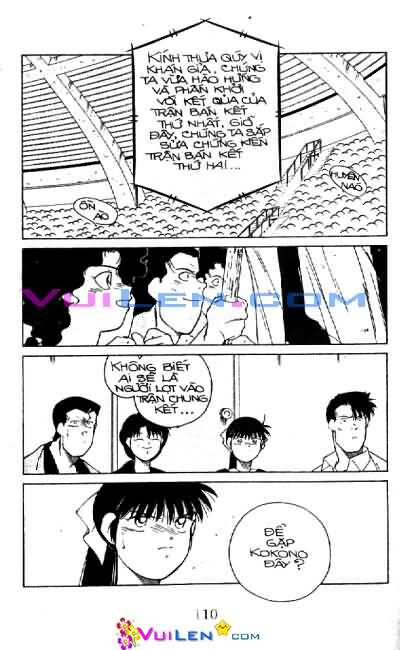 KÍNH THƯA QÚY VỊ
KHÁN GIẢ, CHÚNG
TA VỪA HÀO HỨNG
VÀ PHẤN KHỞI
VỚI KẾT QUẢ CỦA
TRẬN BÁN KẾT
THỨ NHẤT, GIỜ
ĐÂY, CHÚNG TA SẮP
SỬA CHỨNG KIẾN
TRẬN BÁN KẾT
THỨ HAI...
HUYÊN
NÁO
ỒN
ÀO
VUILEN.COM
KHÔNG BIẾT
AI SẼ LÀ
NGƯỜI LỌT VÀO
TRẬN CHUNG
KẾT...
ĐỂ
GẶP
KOKONO
ĐÂY?
110
VUILEN.COM